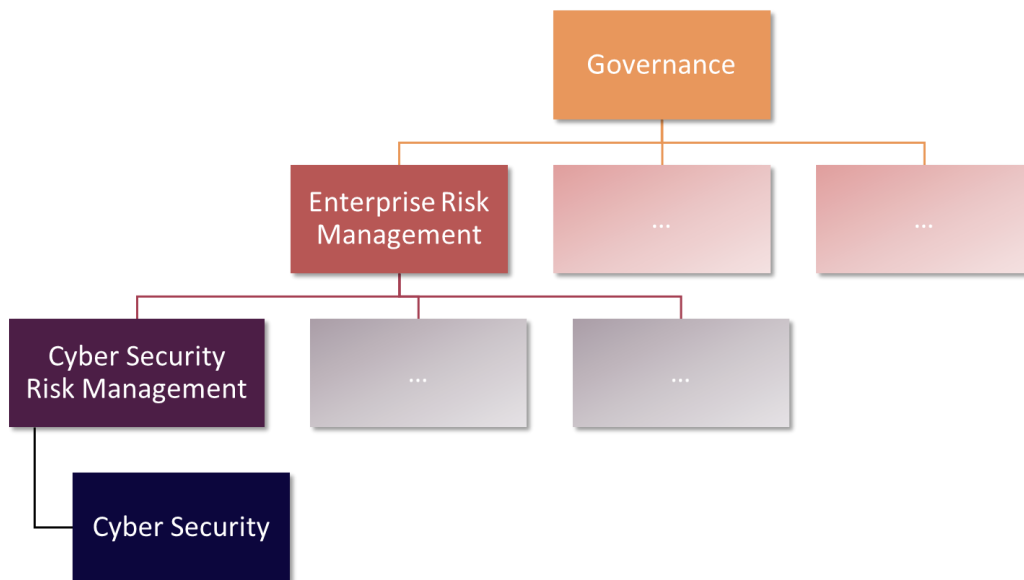 Governance
Enterprise Risk
Management
...
...
Cyber Security
Risk Management
...
...
Cyber Security